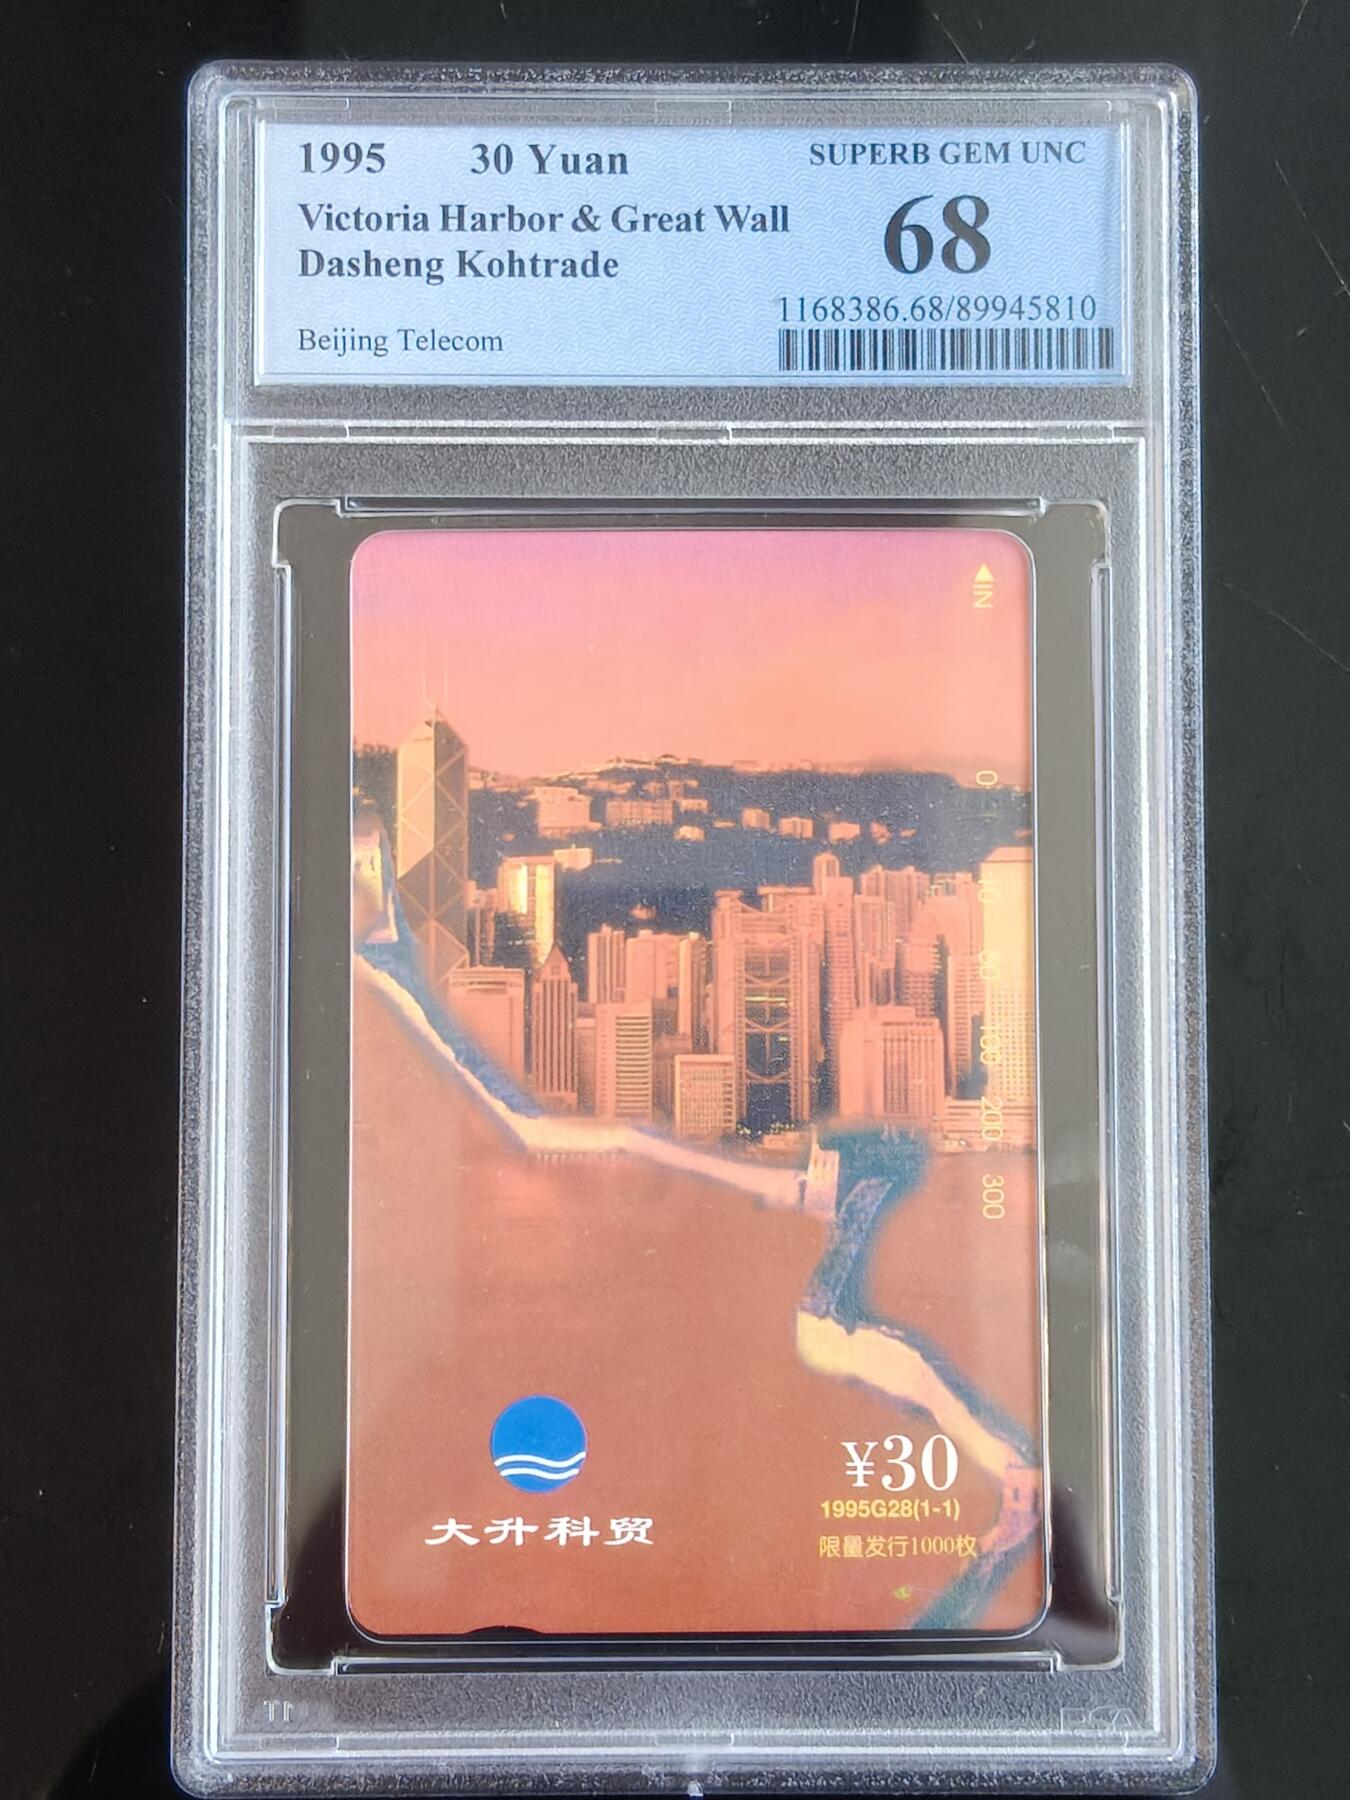 1995 30 Yuan
SUPERB GEM UNC
Victoria Harbor & Great Wall
68
Dasheng Kohtrade
1168386.68/89945810
Beijing Telecom
◀IN
0
10
50
100
200
300
大升科贸
¥30
1995G28(1-1)
限量发行1000枚